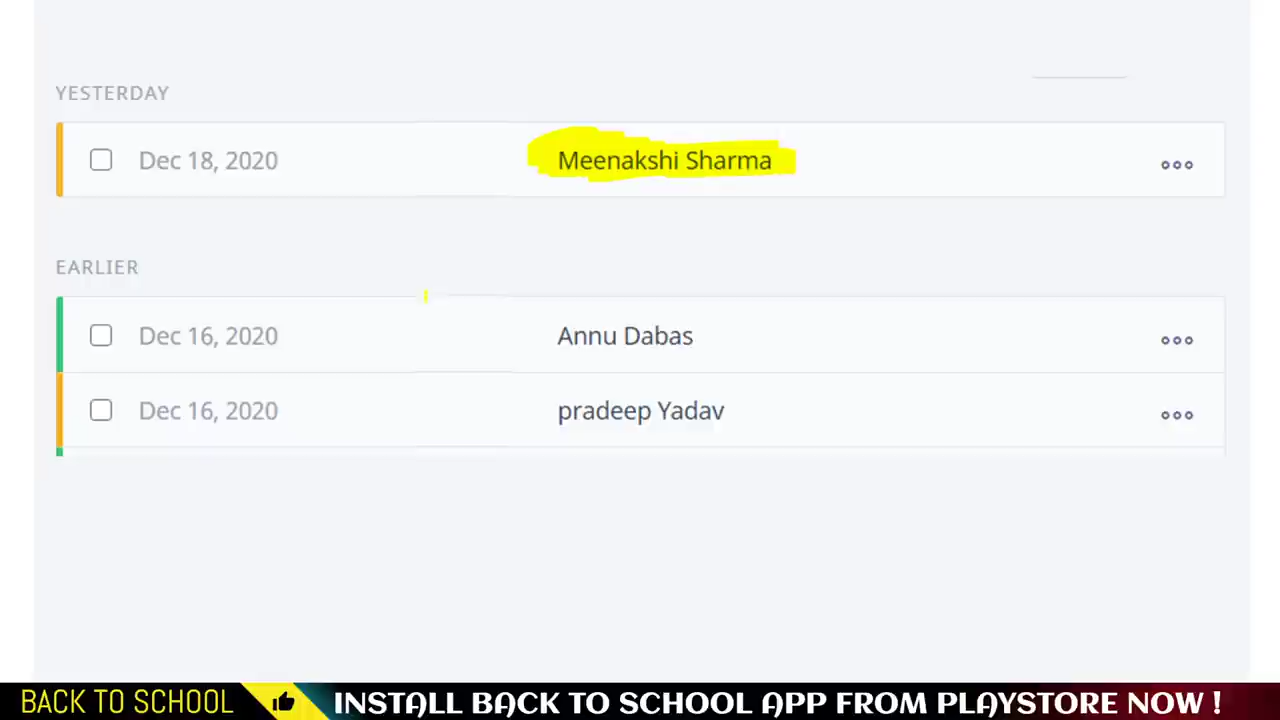 YESTERDAY
Dec 18, 2020 Meenakshi Sharma
EARLIER
Dec 16, 2020 Annu Dabas
Dec 16, 2020 pradeep Yadav
BACK TO SCHOOL INSTALL BACK TO SCHOOL APP FROM PLAYSTORE NOW !